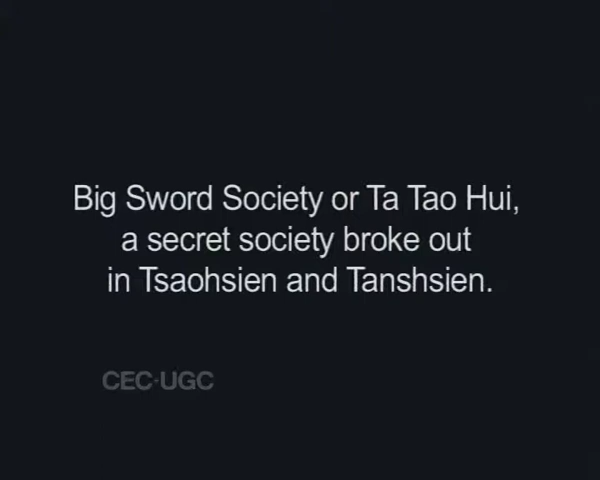 Big Sword Society or Ta Tao Hui,
a secret society broke out
in Tsaohsien and Tanshsien.
CEC·UGC